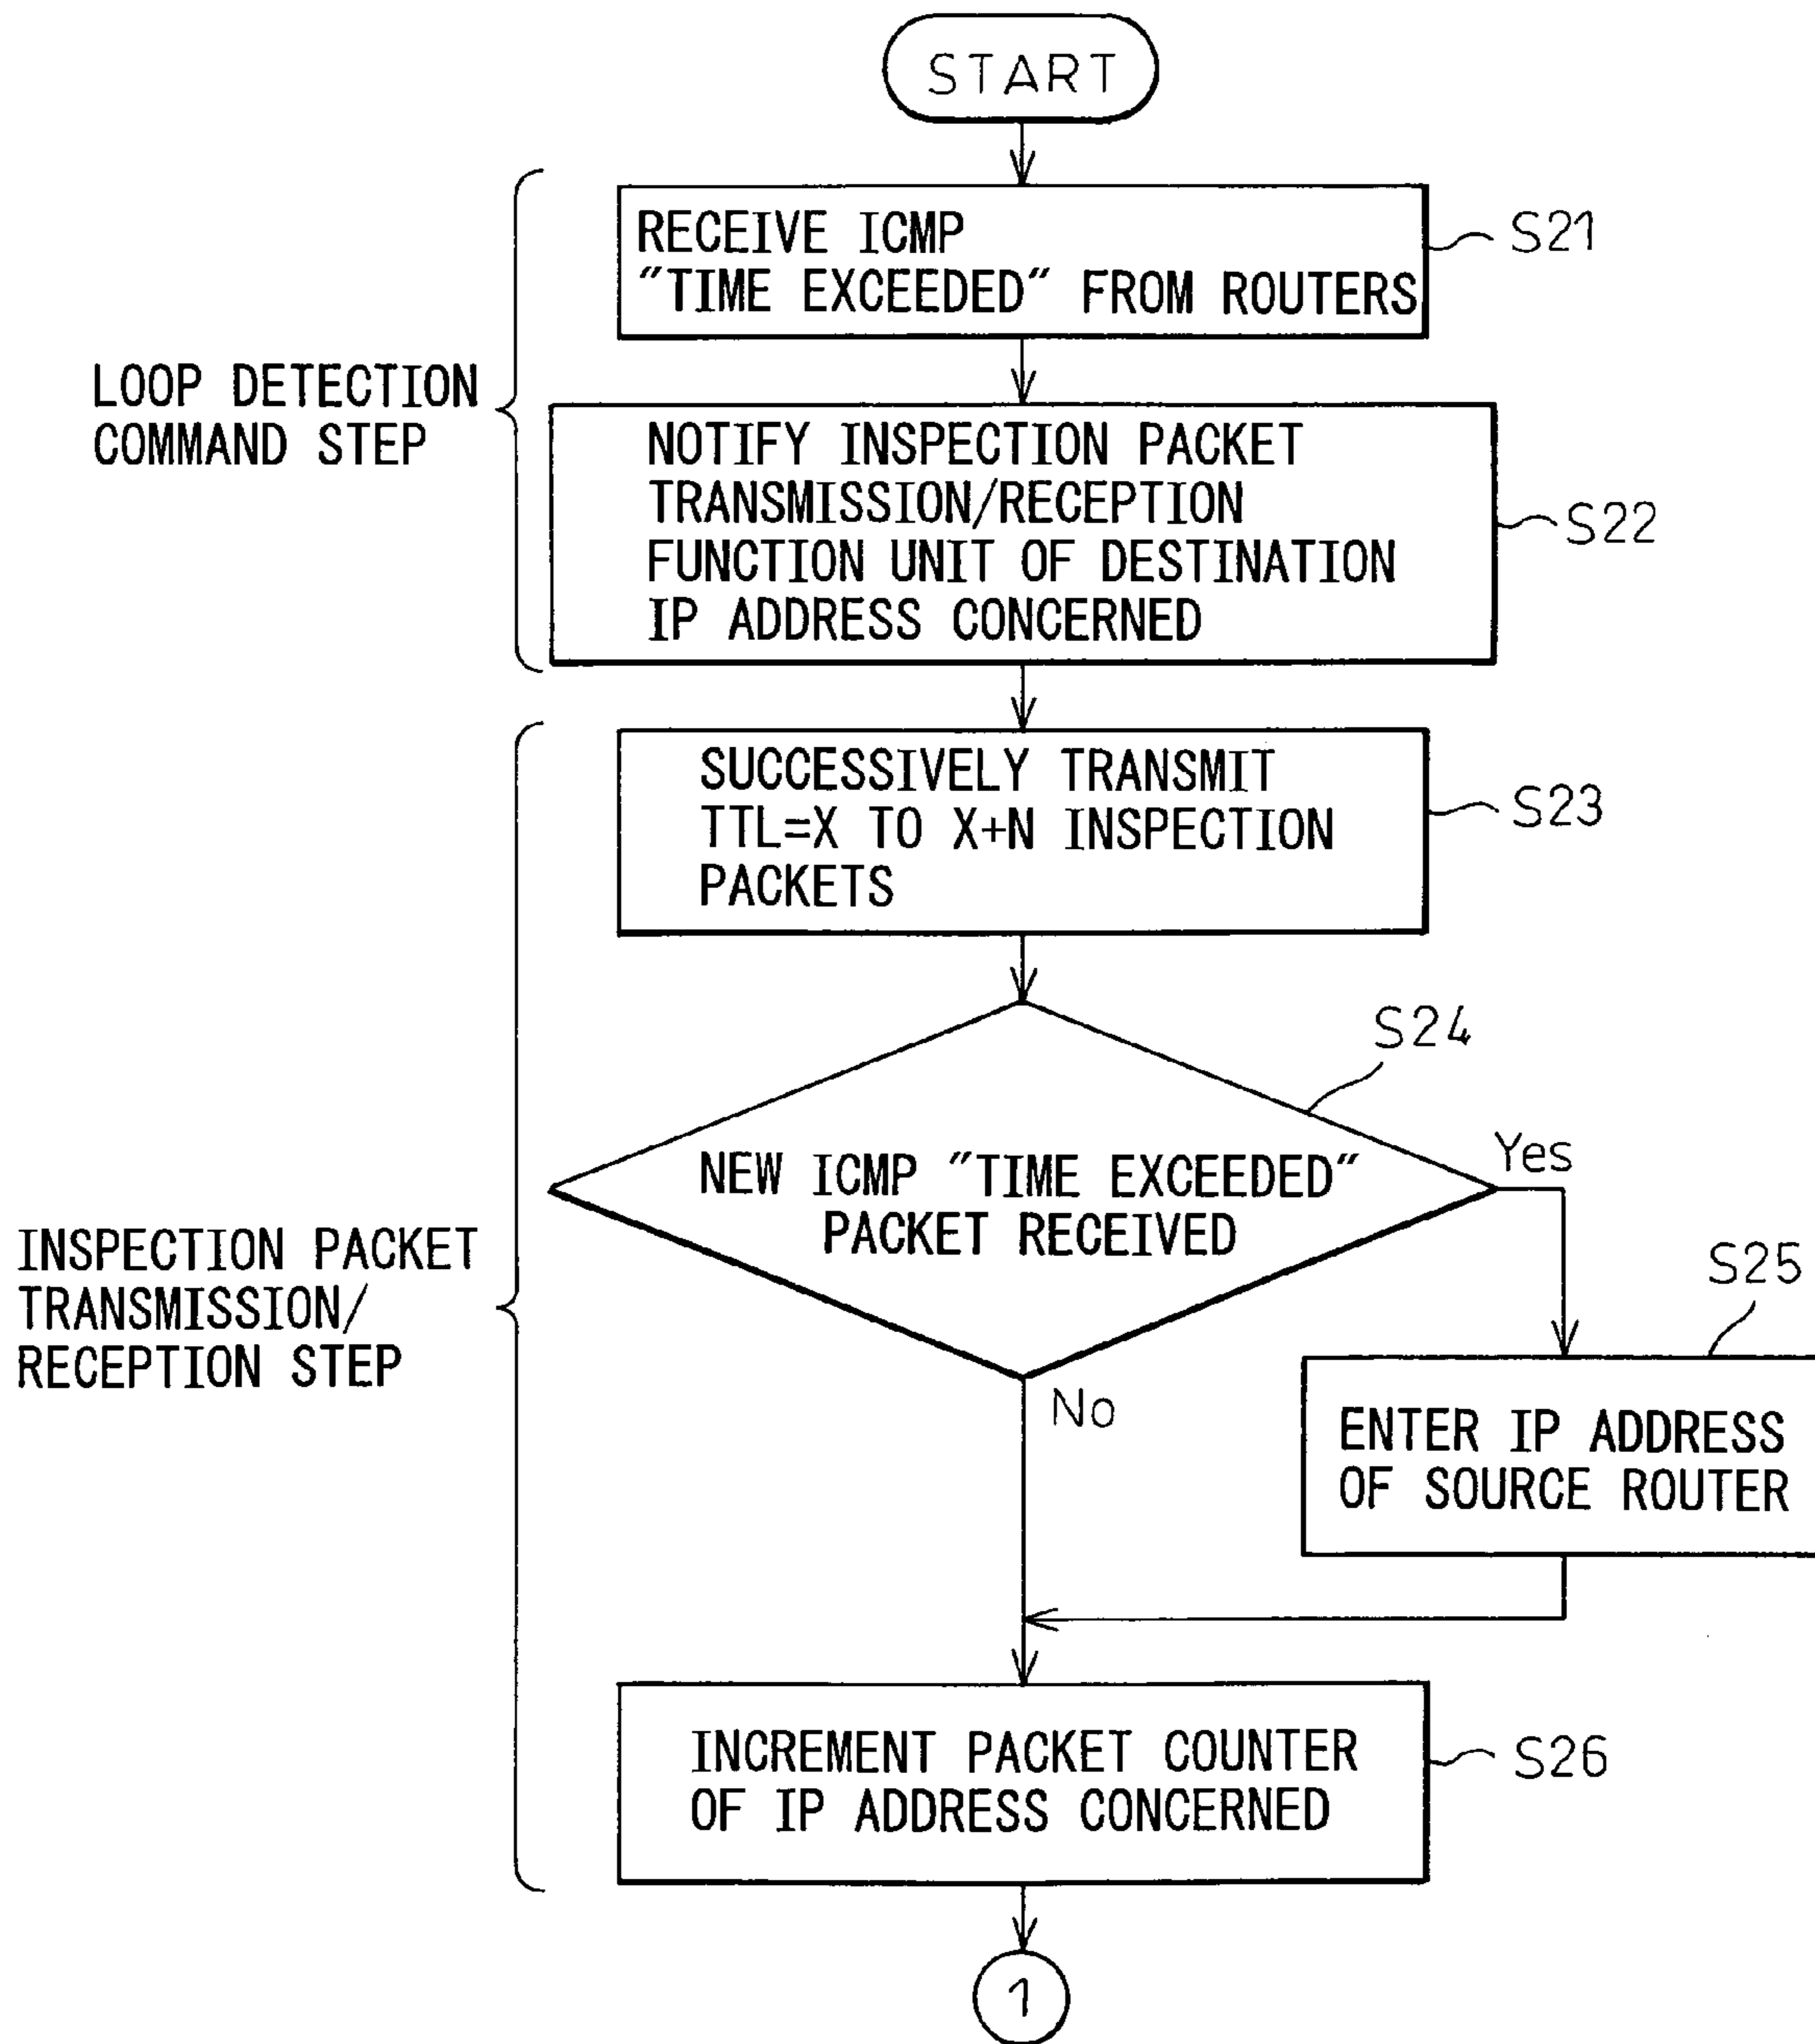 START
RECEIVE ICMP
"TIME EXCEEDED" FROM ROUTERS
S21
LOOP DETECTION
COMMAND STEP
NOTIFY INSPECTION PACKET
TRANSMISSION/RECEPTION
FUNCTION UNIT OF DESTINATION
IP ADDRESS CONCERNED
S22
SUCCESSIVELY TRANSMIT
TTL=X TO X+N INSPECTION
PACKETS
S23
S24
NEW ICMP "TIME EXCEEDED"
PACKET RECEIVED
Yes
No
INSPECTION PACKET
TRANSMISSION/
RECEPTION STEP
S25
ENTER IP ADDRESS
OF SOURCE ROUTER
INCREMENT PACKET COUNTER
OF IP ADDRESS CONCERNED
S26
1